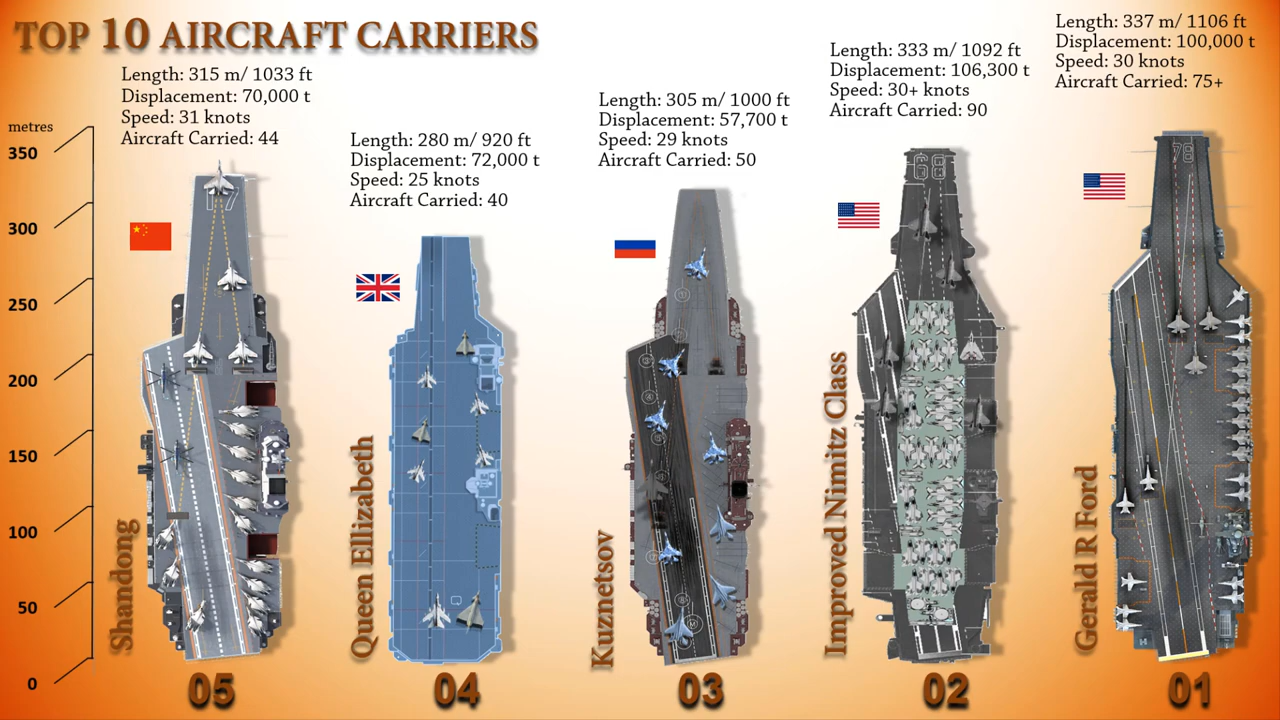 TOP 10 AIRCRAFT CARRIERS
Length: 315 m/ 1033 ft
Displacement: 70,000 t
Speed: 31 knots
Aircraft Carried: 44
Length: 280 m/ 920 ft
Displacement: 72,000 t
Speed: 25 knots
Aircraft Carried: 40
Length: 305 m/ 1000 ft
Displacement: 57,700 t
Speed: 29 knots
Aircraft Carried: 50
Length: 333 m/ 1092 ft
Displacement: 106,300 t
Speed: 30+ knots
Aircraft Carried: 90
Length: 337 m/ 1106 ft
Displacement: 100,000 t
Speed: 30 knots
Aircraft Carried: 75+
metres
350
300
250
200
150
100
50
0
17
68
78
Shandong
Queen Ellizabeth
Kuznetsov
Improved Nimitz Class
Gerald R Ford
05
04
03
02
01